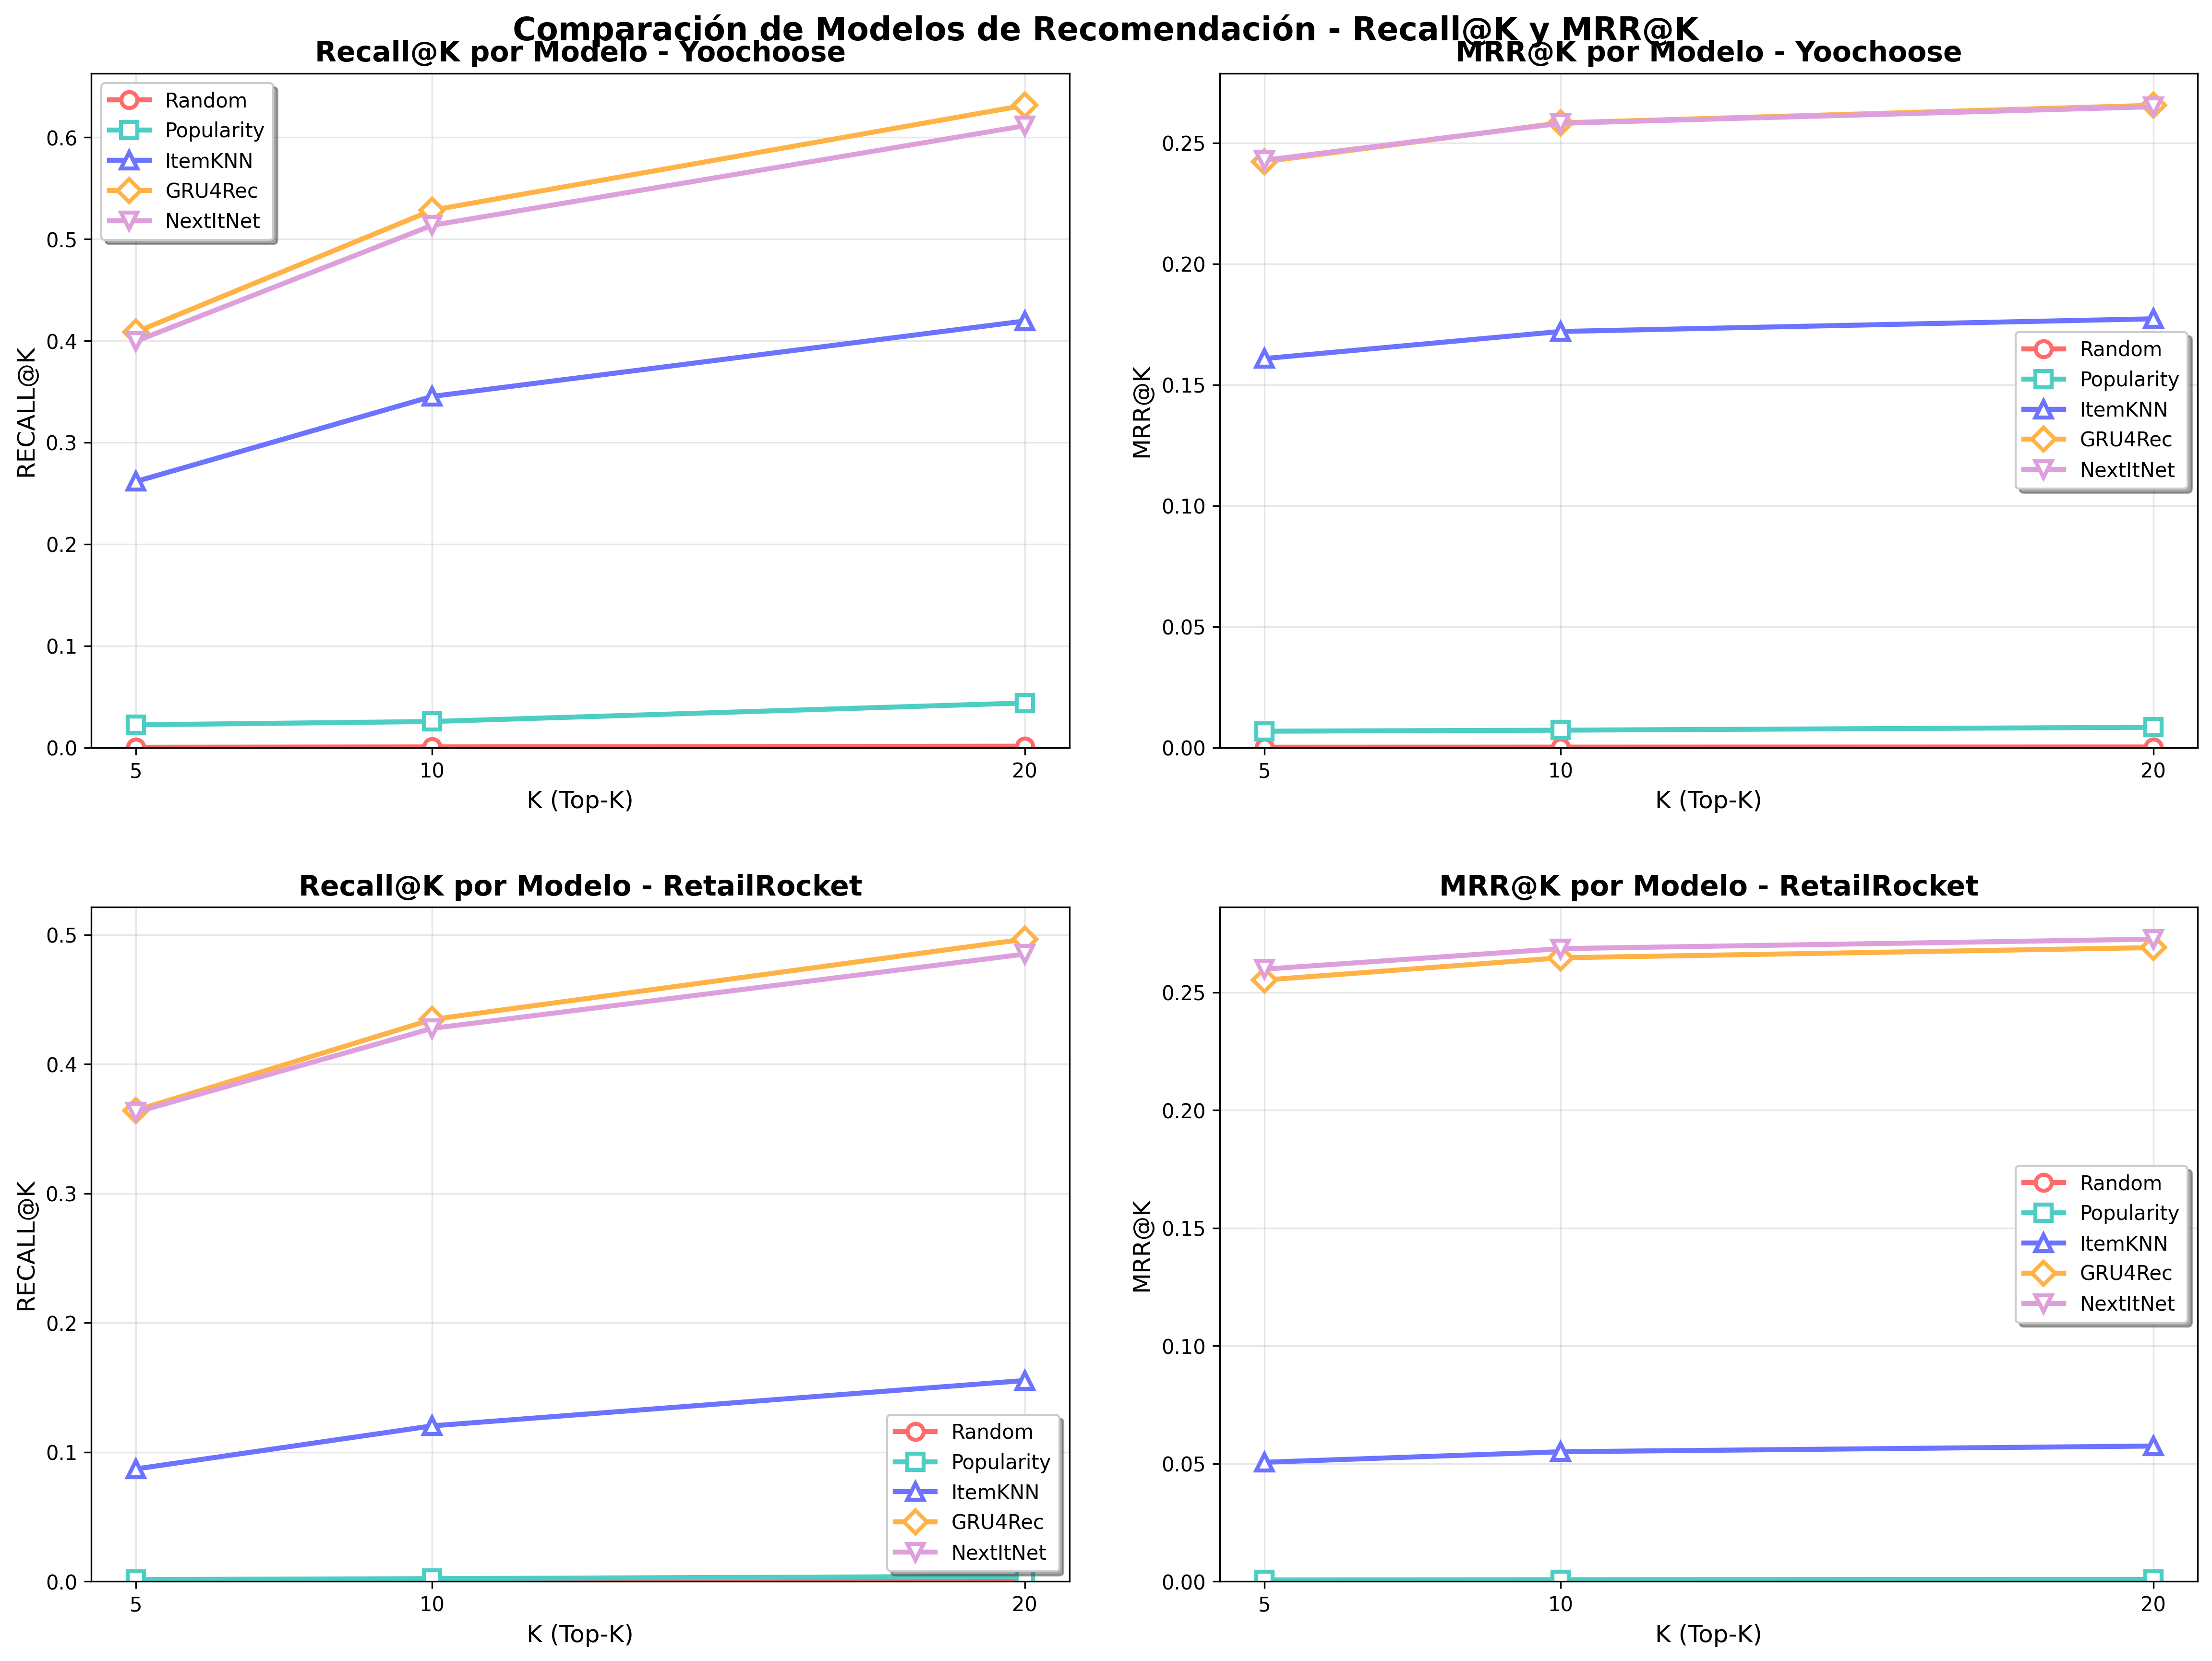 Comparación de Modelos de Recomendación - Recall@K y MRR@K
Recall@K por Modelo - Yoochoose
Random
Popularity
ItemKNN
GRU4Rec
NextItNet
0.6
0.5
0.4
0.3
0.2
0.1
0.0
RECALL@K
5
10
20
K (Top-K)
MRR@K por Modelo - Yoochoose
0.25
0.20
0.15
0.10
0.05
0.00
MRR@K
Random
Popularity
ItemKNN
GRU4Rec
NextItNet
5
10
20
K (Top-K)
Recall@K por Modelo - RetailRocket
0.5
0.4
0.3
0.2
0.1
0.0
RECALL@K
Random
Popularity
ItemKNN
GRU4Rec
NextItNet
5
10
20
K (Top-K)
MRR@K por Modelo - RetailRocket
0.25
0.20
0.15
0.10
0.05
0.00
MRR@K
Random
Popularity
ItemKNN
GRU4Rec
NextItNet
5
10
20
K (Top-K)